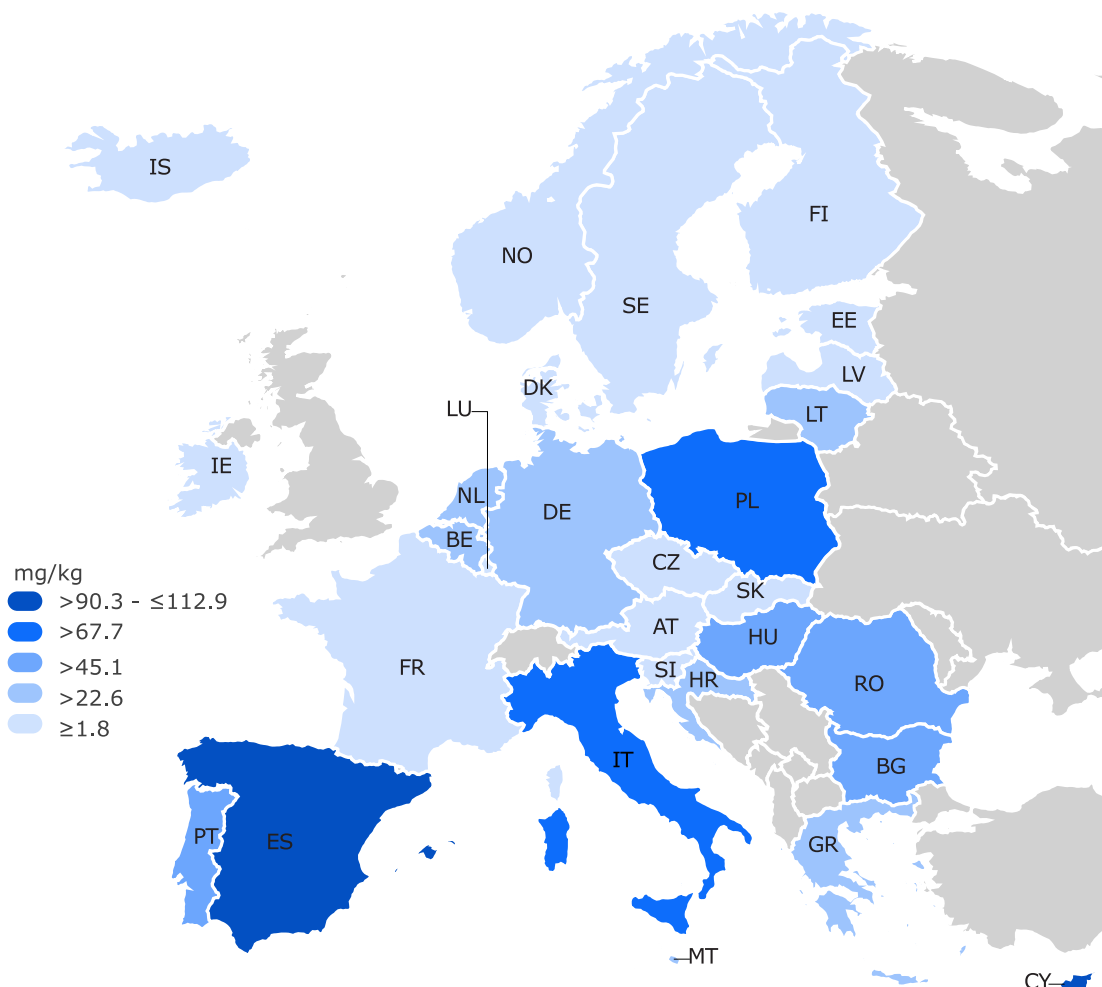 IS
FI
NO
SE
EE
LV
DK
LU
LT
IE
NL
PL
DE
BE
CZ
mg/kg
SK
>90.3 - ≤112.9
AT
>67.7
HU
>45.1
FR
SI
HR
RO
>22.6
≥1.8
IT
BG
PT
ES
GR
MT
CY